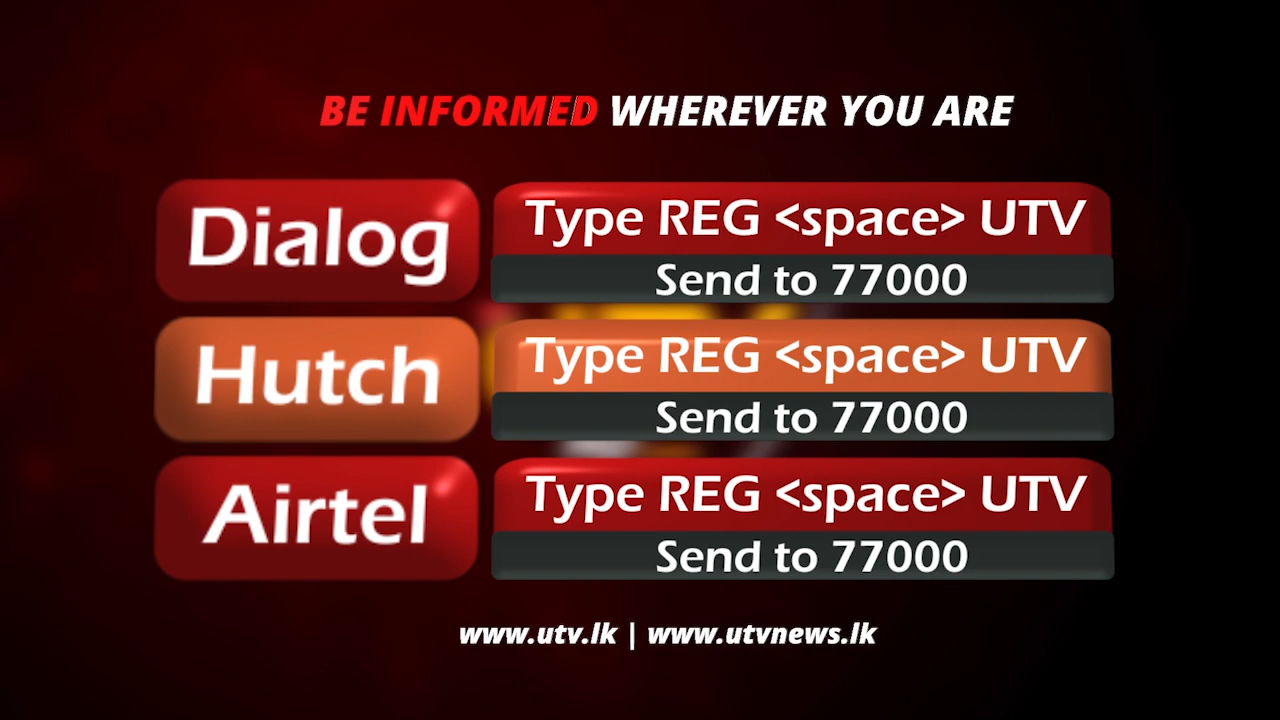 BE INFORMED WHEREVER YOU ARE
Dialog
Type REG <space> UTV
Send to 77000
Hutch
Type REG <space> UTV
Send to 77000
Airtel
Type REG <space> UTV
Send to 77000
www.utv.lk | www.utvnews.lk